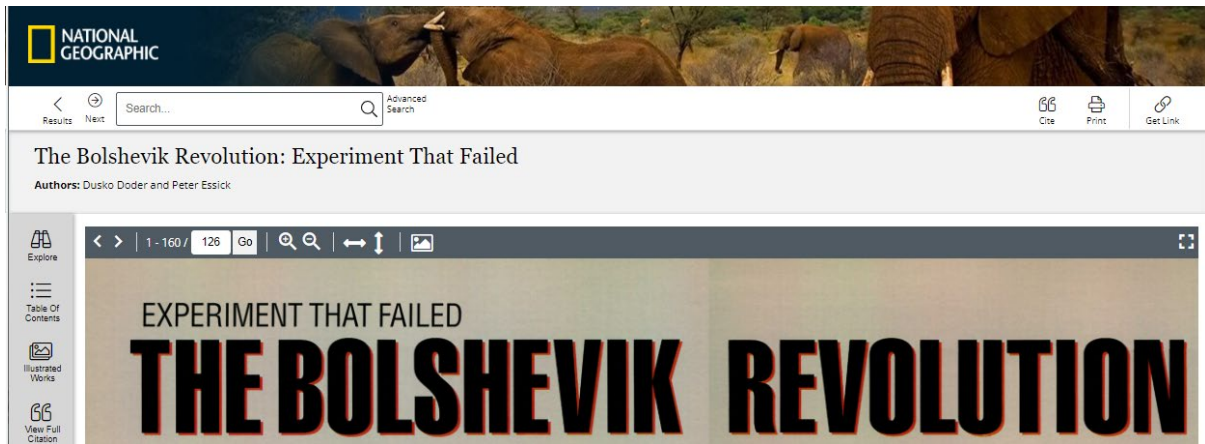 NATIONAL
GEOGRAPHIC
Results
Next
Search...
Advanced
Search
Cite
Print
Get Link
The Bolshevik Revolution: Experiment That Failed
Authors: Dusko Doder and Peter Essick
Explore
1 - 160 / 126 Go
Table Of
Contents
Illustrated
Works
View Full
Citation
EXPERIMENT THAT FAILED
THE BOLSHEVIK REVOLUTION